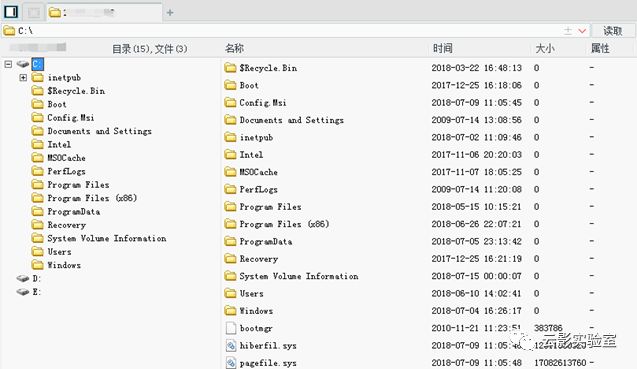 C:\ 读取
目录(15),文件(3) 名称 时间 大小 属性
C:
inetpub
$Recycle.Bin
Boot
Config.Msi
Documents and Settings
Intel
MSOCache
PerfLogs
Program Files
Program Files (x86)
ProgramData
Recovery
System Volume Information
Users
Windows
D:
E:
$Recycle.Bin 2018-03-22 16:48:13 0 -
Boot 2017-12-25 16:18:06 0 -
Config.Msi 2018-07-09 11:05:45 0 -
Documents and Settings 2009-07-14 13:08:56 0 -
inetpub 2018-07-02 11:09:46 0 -
Intel 2017-11-06 20:20:03 0 -
MSOCache 2017-11-07 18:05:25 0 -
PerfLogs 2009-07-14 11:20:08 0 -
Program Files 2018-05-15 10:15:21 0 -
Program Files (x86) 2018-06-26 22:07:21 0 -
ProgramData 2018-07-05 23:13:42 0 -
Recovery 2017-12-25 16:21:19 0 -
System Volume Information 2018-07-15 00:00:07 0 -
Users 2018-06-10 14:02:41 0 -
Windows 2018-07-04 16:26:17 0 -
bootmgr 2010-11-21 11:23:51 383786 -
hiberfil.sys 2018-07-09 -
pagefile.sys 2018-07-09 11:05:48 17082613760 -
云影实验室